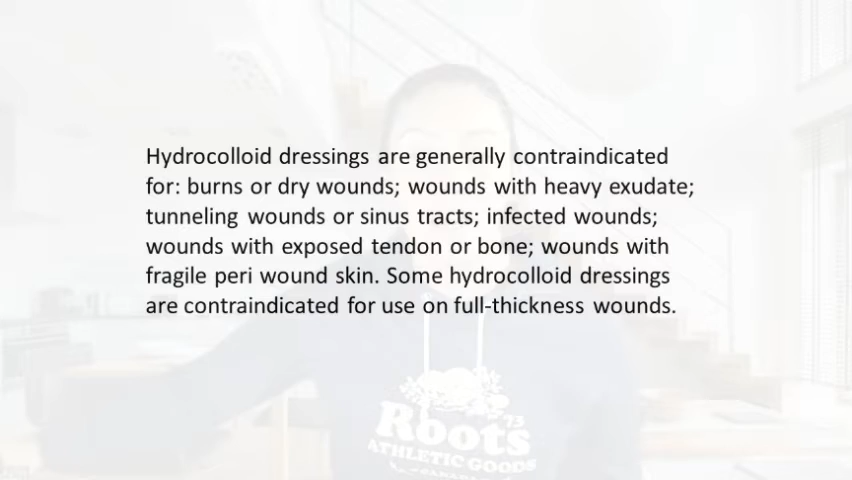 Hydrocolloid dressings are generally contraindicated
for: burns or dry wounds; wounds with heavy exudate;
tunneling wounds or sinus tracts; infected wounds;
wounds with exposed tendon or bone; wounds with
fragile peri wound skin. Some hydrocolloid dressings
are contraindicated for use on full-thickness wounds.
'73
Roots
ATHLETIC GOODS
CANADA